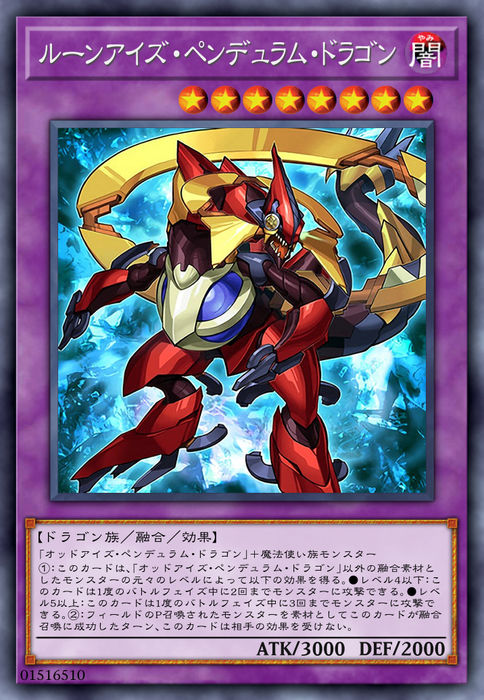 ルーンアイズ・ペンデュラム・ドラゴン
やみ
闇
【ドラゴン族／融合／効果】
「オッドアイズ・ペンデュラム・ドラゴン」＋魔法使い族モンスター
①：このカードは、「オッドアイズ・ペンデュラム・ドラゴン」以外の融合素材と
したモンスターの元々のレベルによって以下の効果を得る。●レベル4以下：こ
のカードは1度のバトルフェイズ中に2回までモンスターに攻撃できる。●レ
ベル5以上：このカードは1度のバトルフェイズ中に3回までモンスターに攻撃で
きる。②：フィールドのP召喚されたモンスターを素材としてこのカードが融合
召喚に成功したターン、このカードは相手の効果を受けない。
ATK/3000 DEF/2000
01516510